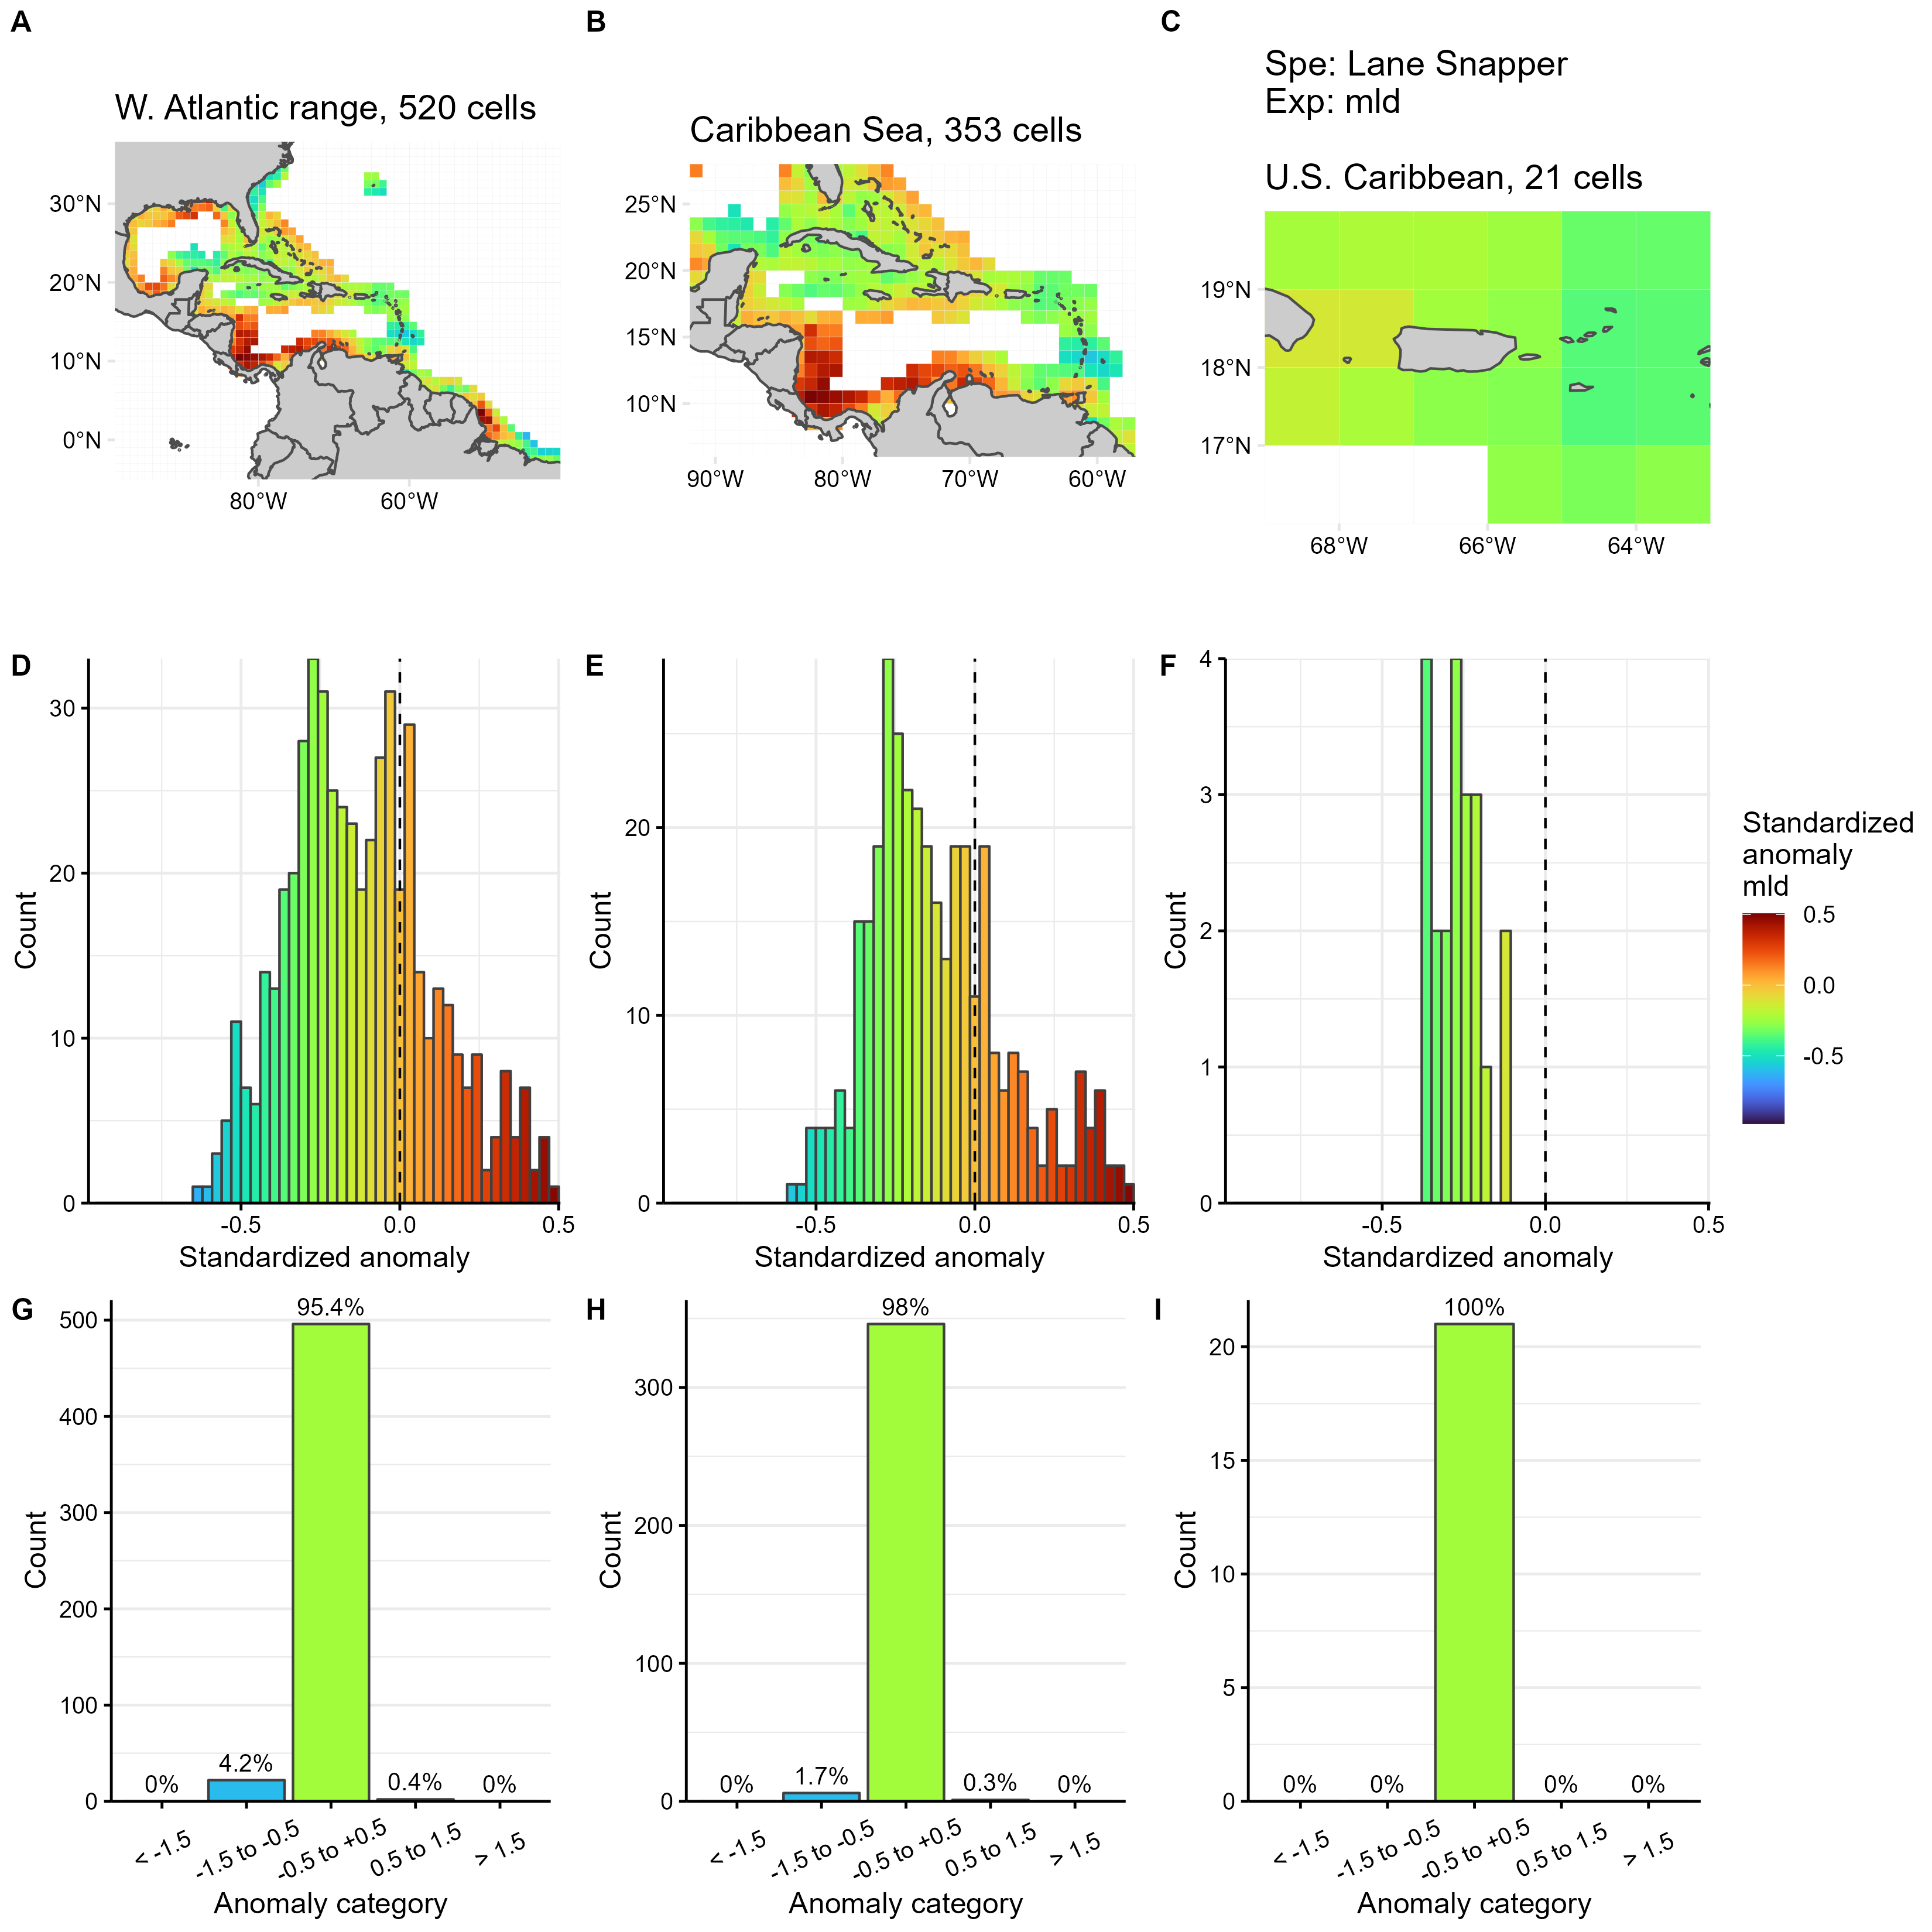 A
B
C
Spe: Lane Snapper
Exp: mld
W. Atlantic range, 520 cells
Caribbean Sea, 353 cells
U.S. Caribbean, 21 cells
30°N
20°N
10°N
0°N
80°W
60°W
25°N
20°N
15°N
10°N
90°W
80°W
70°W
60°W
19°N
18°N
17°N
68°W
66°W
64°W
D
Count
30
20
10
0
-0.5
0.0
0.5
Standardized anomaly
E
Count
20
10
0
-0.5
0.0
0.5
Standardized anomaly
F
Count
4
3
2
1
0
-0.5
0.0
0.5
Standardized anomaly
Standardized
anomaly
mld
0.5
0.0
-0.5
G
Count
500
400
300
200
100
0
0%
4.2%
95.4%
0.4%
0%
< -1.5
-1.5 to -0.5
-0.5 to +0.5
0.5 to 1.5
> 1.5
Anomaly category
H
Count
300
200
100
0
0%
1.7%
98%
0.3%
0%
< -1.5
-1.5 to -0.5
-0.5 to +0.5
0.5 to 1.5
> 1.5
Anomaly category
I
Count
20
15
10
5
0
0%
0%
100%
0%
0%
< -1.5
-1.5 to -0.5
-0.5 to +0.5
0.5 to 1.5
> 1.5
Anomaly category